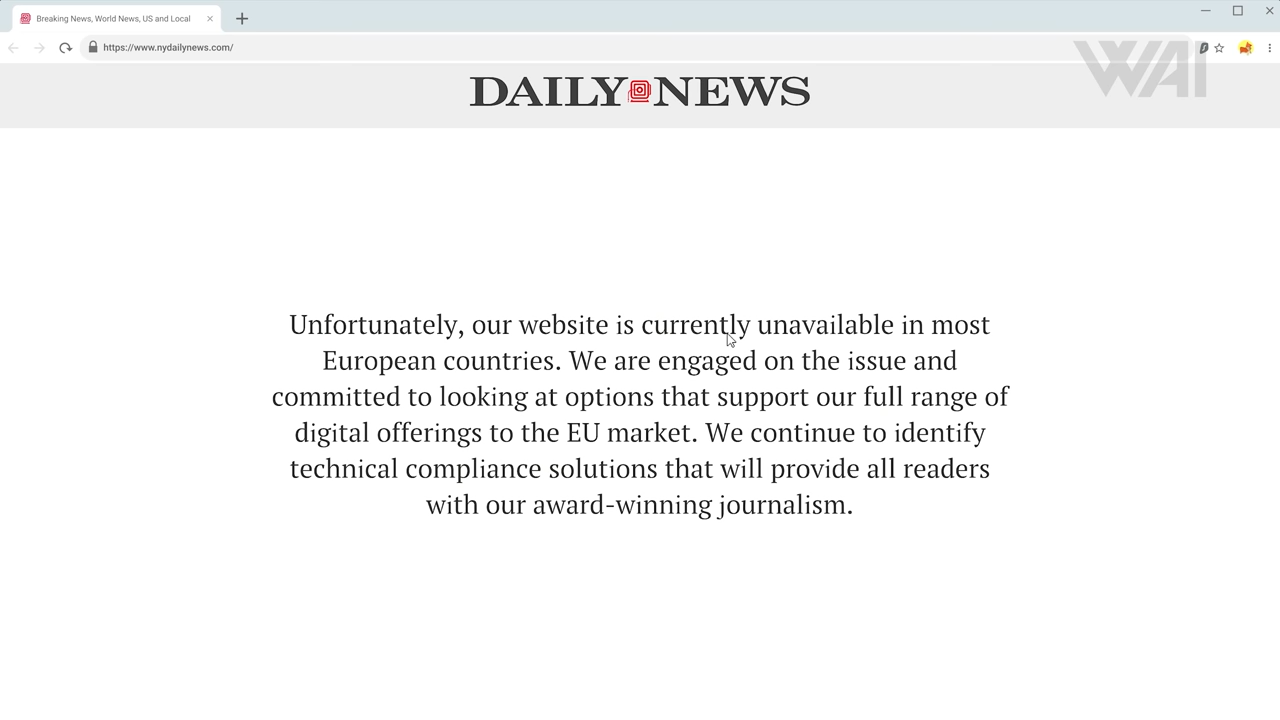 Breaking News, World News, US and Local
https://www.nydailynews.com/
WAI
DAILY NEWS
Unfortunately, our website is currently unavailable in most
European countries. We are engaged on the issue and
committed to looking at options that support our full range of
digital offerings to the EU market. We continue to identify
technical compliance solutions that will provide all readers
with our award-winning journalism.